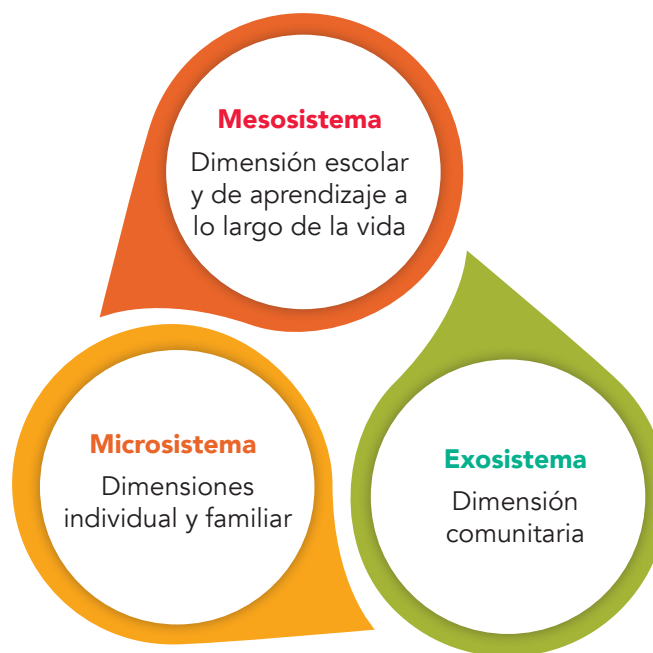 Mesosistema
Dimensión escolar
y de aprendizaje a
lo largo de la vida
Microsistema
Dimensiones
individual y familiar
Exosistema
Dimensión
comunitaria